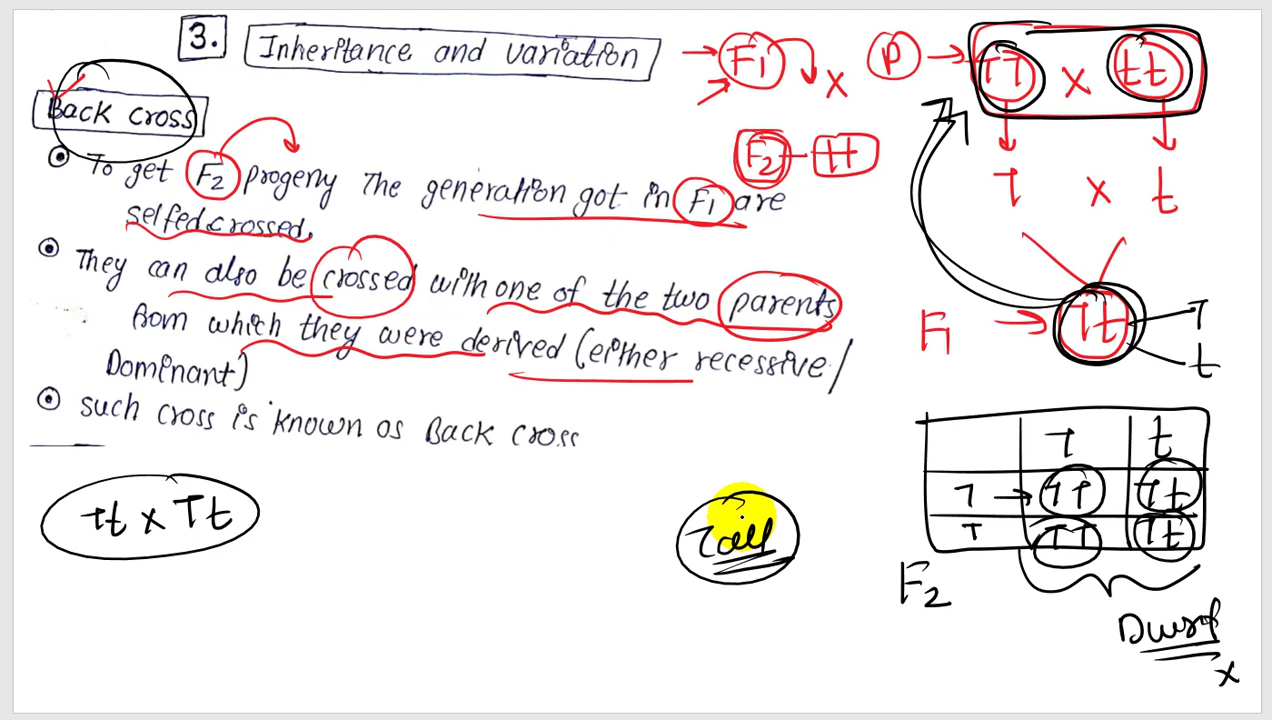 3. Inheritance and variation
Back cross
To get F2 progeny The generation got in F1 are
selfed crossed.
They can also be crossed with one of the two parents
from which they were derived (either recessive/
Dominant)
such cross is known as Back cross
Tt x Tt
Tall
F1 x
F2 tt
P TT x tt
T x t
F1 Tt T
t
T t
T TT Tt
T TT Tt
F2
Dwarf
x